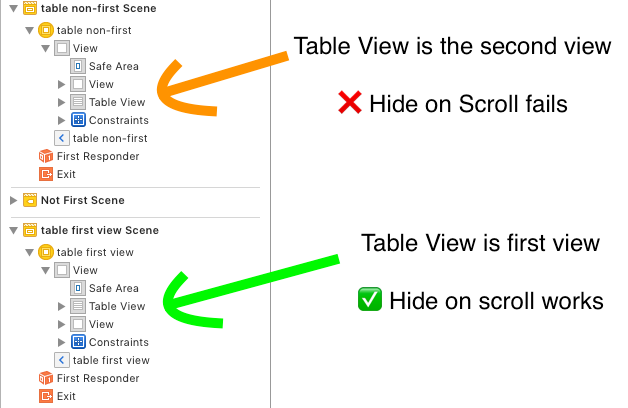 table non-first Scene
table non-first
View
Safe Area
View
Table View
Constraints
table non-first
First Responder
Exit
Not First Scene
table first view Scene
table first view
View
Safe Area
Table View
View
Constraints
table first view
First Responder
Exit
Table View is the second view
❌ Hide on Scroll fails
Table View is first view
✅ Hide on scroll works